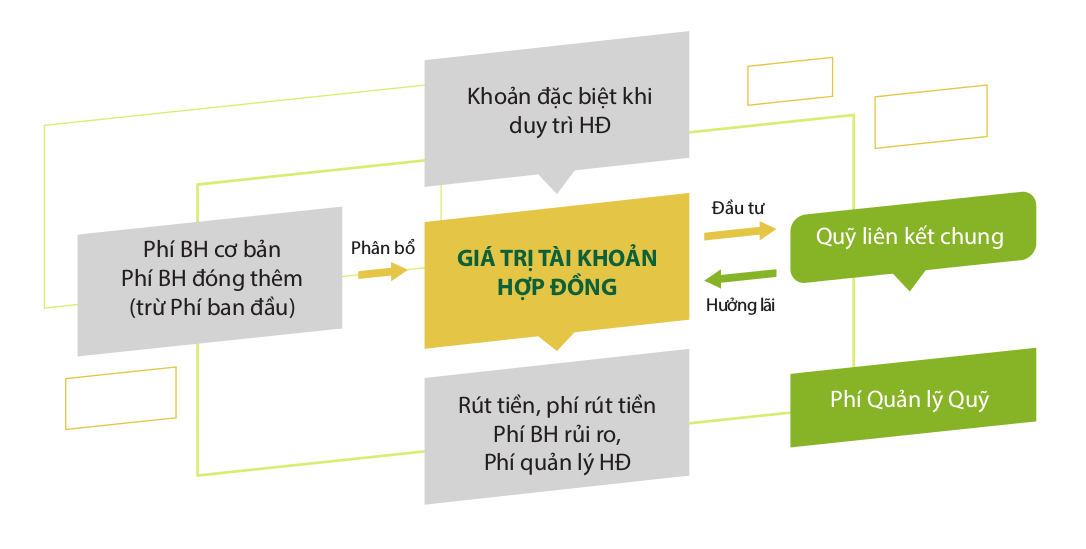 Khoản đặc biệt khi
duy trì HĐ
Phí BH cơ bản
Phí BH đóng thêm
(trừ Phí ban đầu)
Phân bổ
GIÁ TRỊ TÀI KHOẢN
HỢP ĐỒNG
Đầu tư
Hưởng lãi
Quỹ liên kết chung
Rút tiền, phí rút tiền
Phí BH rủi ro,
Phí quản lý HĐ
Phí Quản lý Quỹ